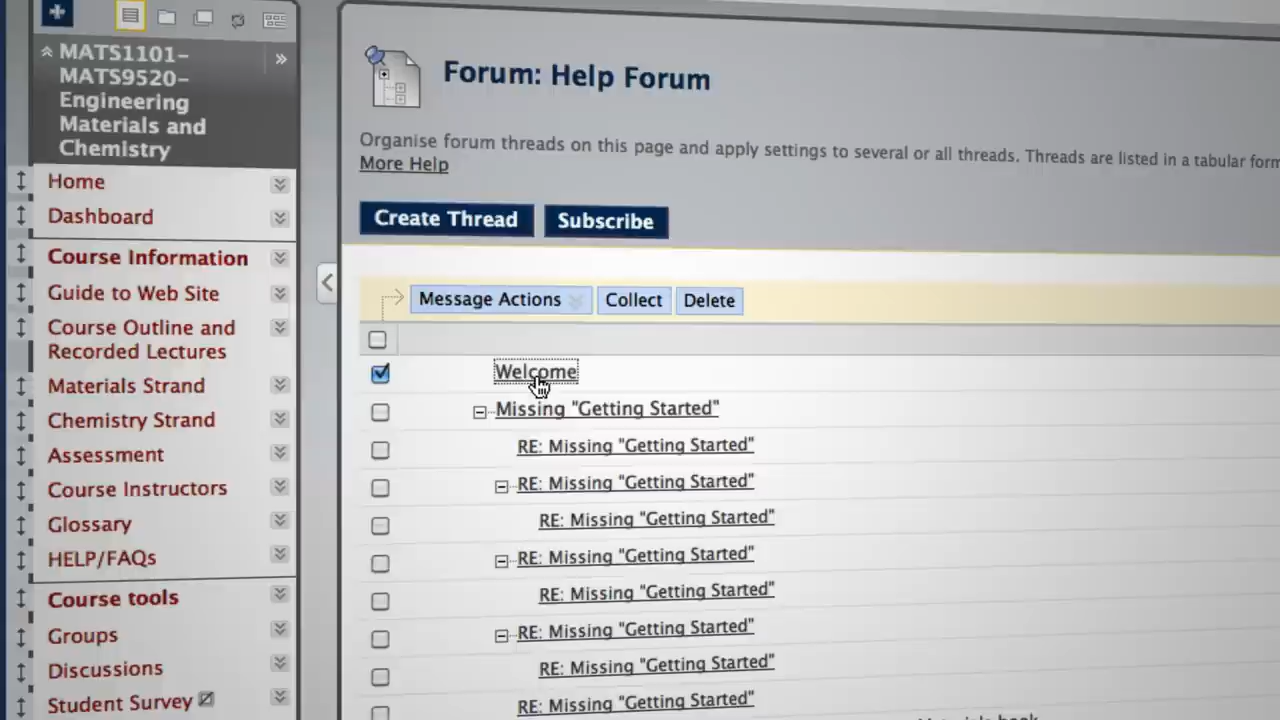 MATS1101-
MATS9520-
Engineering
Materials and
Chemistry
Home
Dashboard
Course Information
Guide to Web Site
Course Outline and
Recorded Lectures
Materials Strand
Chemistry Strand
Assessment
Course Instructors
Glossary
HELP/FAQs
Course tools
Groups
Discussions
Student Survey
Forum: Help Forum
Organise forum threads on this page and apply settings to several or all threads. Threads are listed in a tabular
More Help
Create Thread
Subscribe
Message Actions
Collect
Delete
Welcome
Missing "Getting Started"
RE: Missing "Getting Started"
RE: Missing "Getting Started"
RE: Missing "Getting Started"
RE: Missing "Getting Started"
RE: Missing "Getting Started"
RE: Missing "Getting Started"
RE: Missing "Getting Started"
RE: Missing "Getting Started"